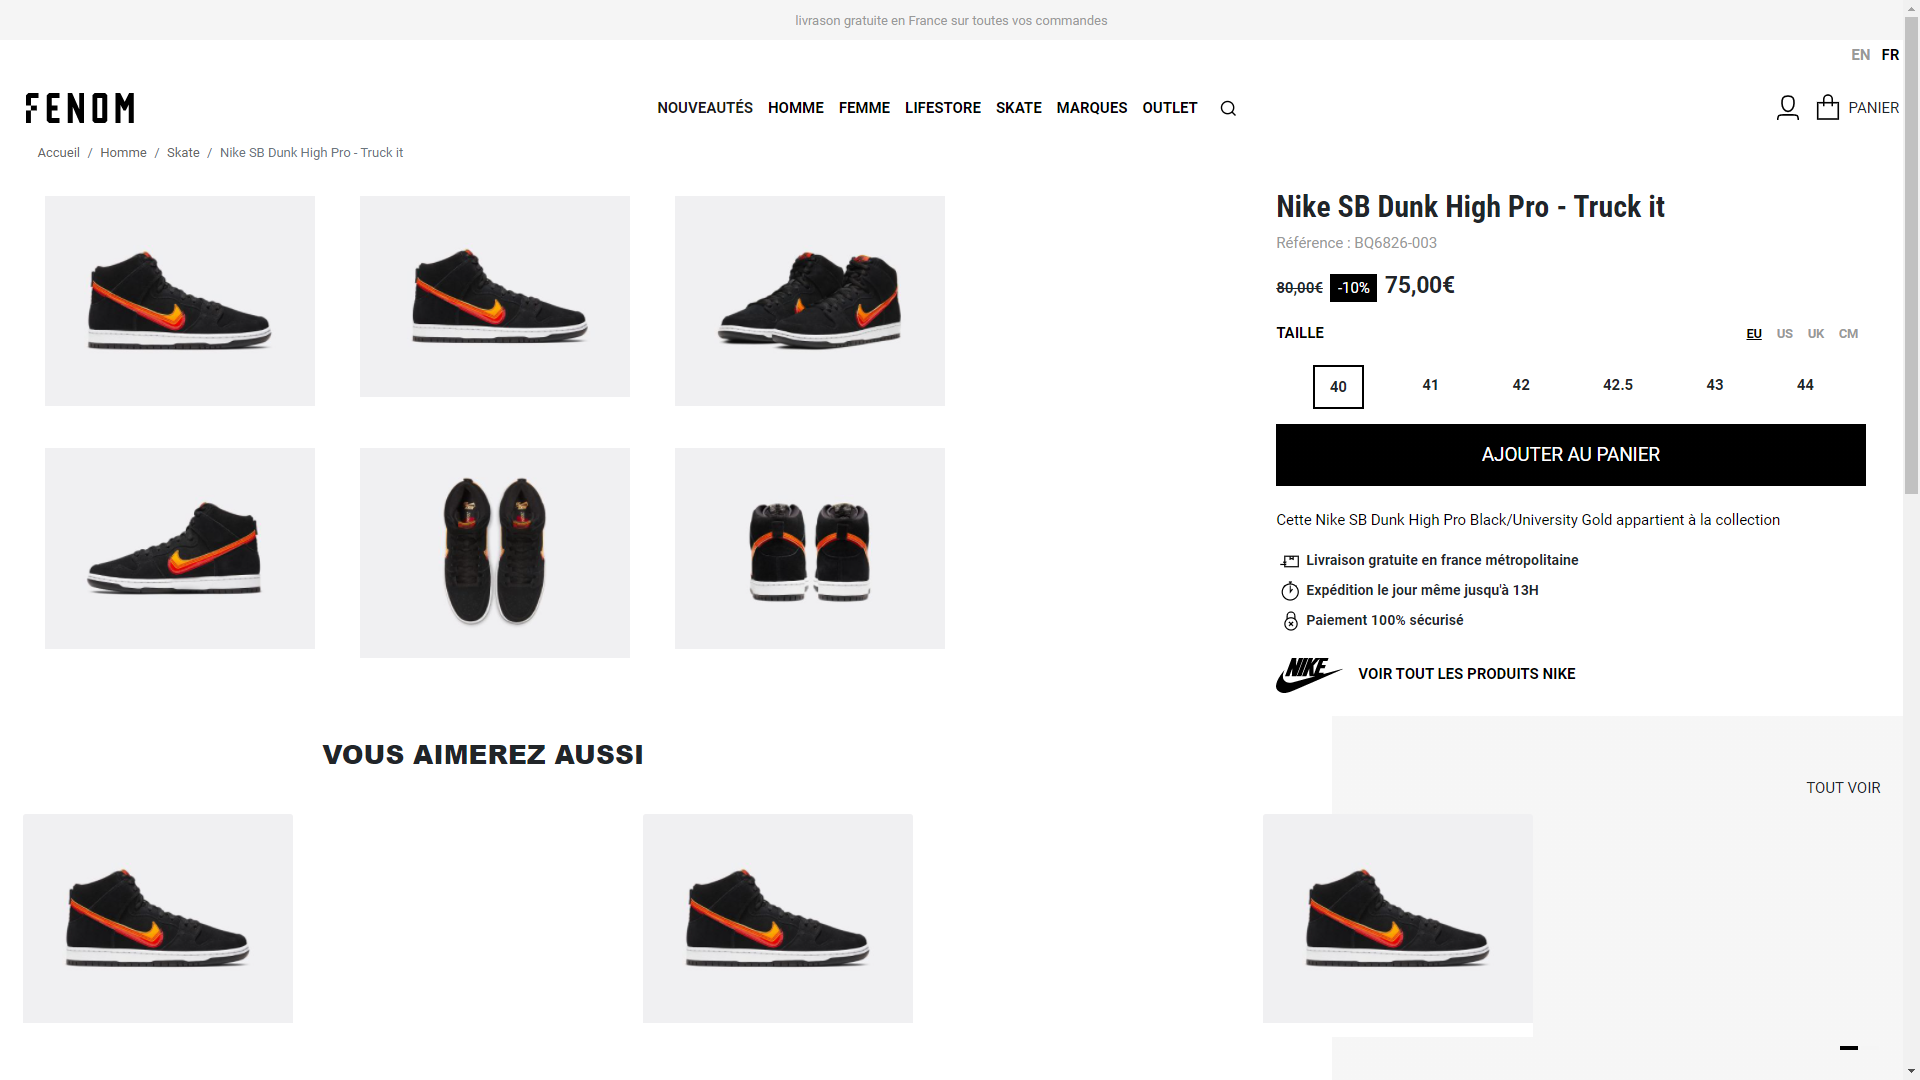 livrason gratuite en France sur toutes vos commandes
EN FR
FENOM
NOUVEAUTÉS HOMME FEMME LIFESTORE SKATE MARQUES OUTLET
PANIER
Accueil / Homme / Skate / Nike SB Dunk High Pro - Truck it
Nike SB Dunk High Pro - Truck it
Référence : BQ6826-003
80,00€ -10% 75,00€
TAILLE
EU US UK CM
40 41 42 42.5 43 44
AJOUTER AU PANIER
Cette Nike SB Dunk High Pro Black/University Gold appartient à la collection
Livraison gratuite en france métropolitaine
Expédition le jour même jusqu'à 13H
Paiement 100% sécurisé
NIKE
VOIR TOUT LES PRODUITS NIKE
VOUS AIMEREZ AUSSI
TOUT VOIR